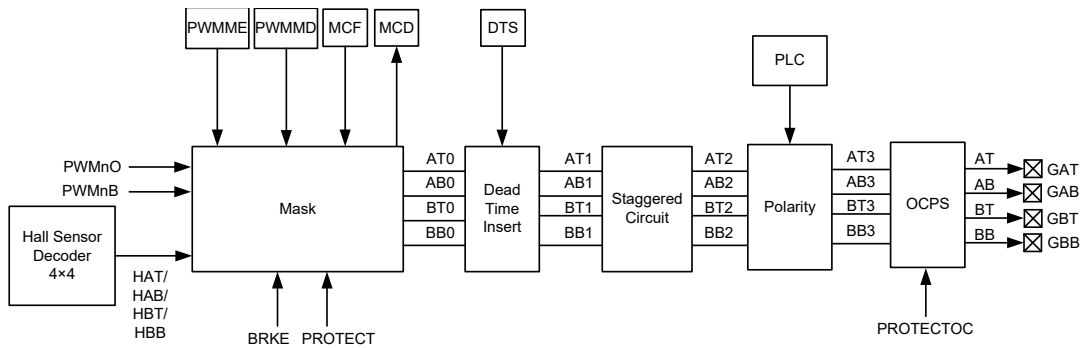 PWMME
PWMMD
MCF
MCD
DTS
PLC
PWMnO
PWMnB
Hall Sensor
Decoder
4×4
HAT/
HAB/
HBT/
HBB
Mask
BRKE
PROTECT
AT0
AB0
BT0
BB0
Dead
Time
Insert
AT1
AB1
BT1
BB1
Staggered
Circuit
AT2
AB2
BT2
BB2
Polarity
AT3
AB3
BT3
BB3
OCPS
PROTECTOC
AT
AB
BT
BB
GAT
GAB
GBT
GBB